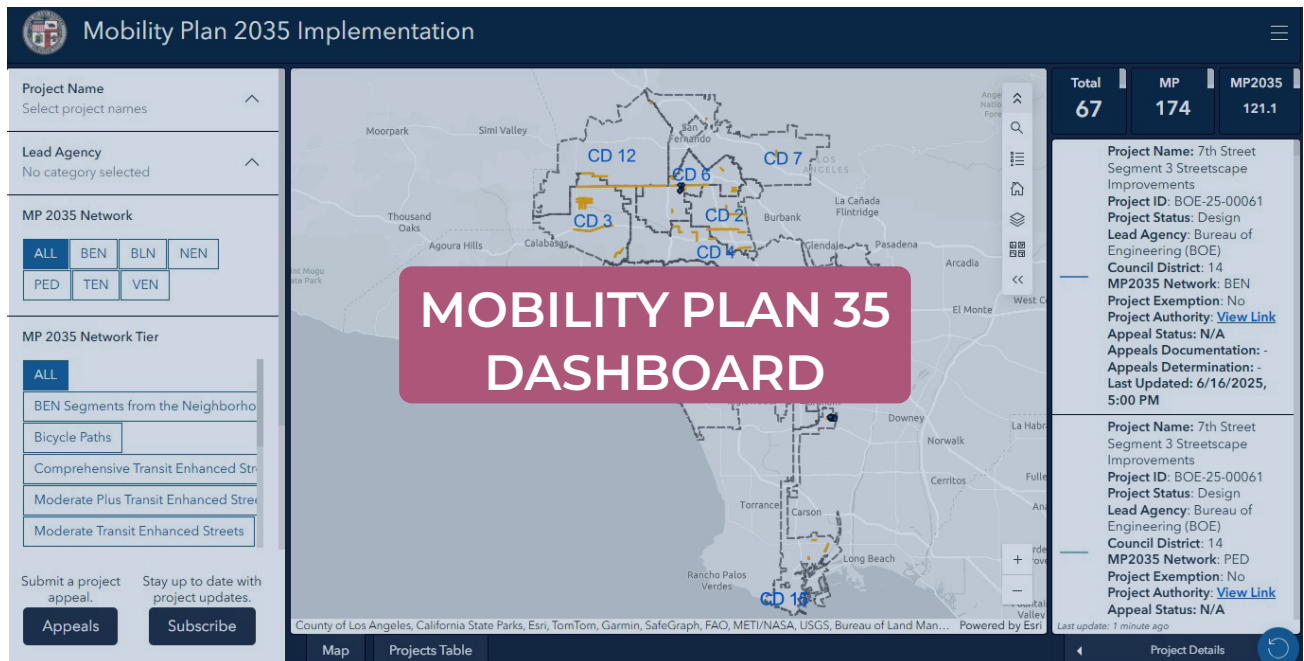 Mobility Plan 2035 Implementation
Project Name
Select project names
Lead Agency
No category selected
MP 2035 Network
ALL
BEN
BLN
NEN
PED
TEN
VEN
MP 2035 Network Tier
ALL
BEN Segments from the Neighborho
Bicycle Paths
Comprehensive Transit Enhanced Str
Moderate Plus Transit Enhanced Stree
Moderate Transit Enhanced Streets
Submit a project
appeal.
Appeals
Stay up to date with
project updates.
Subscribe
Moorpark
Simi Valley
San
Fernando
Thousand
Oaks
Agoura Hills
Calabasas
CD 12
CD 7
LOS
ANGELES
CD 6
CD 3
CD 2
CD 4
Burbank
La Cañada
Flintridge
Glendale
Pasadena
Arcadia
El Monte
West C
MOBILITY PLAN 35
DASHBOARD
Downey
Norwalk
La Habr
Cerritos
Fulle
Torrance
Carson
Long Beach
Rancho Palos
Verdes
CD 15
Valley
County of Los Angeles, California State Parks, Esri, TomTom, Garmin, SafeGraph, FAO, METI/NASA, USGS, Bureau of Land Man...
Powered by Esri
Map
Projects Table
Total
67
MP
174
MP2035
121.1
Project Name: 7th Street
Segment 3 Streetscape
Improvements
Project ID: BOE-25-00061
Project Status: Design
Lead Agency: Bureau of
Engineering (BOE)
Council District: 14
MP2035 Network: BEN
Project Exemption: No
Project Authority: View Link
Appeal Status: N/A
Appeals Documentation: -
Appeals Determination: -
Last Updated: 6/16/2025,
5:00 PM
Project Name: 7th Street
Segment 3 Streetscape
Improvements
Project ID: BOE-25-00061
Project Status: Design
Lead Agency: Bureau of
Engineering (BOE)
Council District: 14
MP2035 Network: PED
Project Exemption: No
Project Authority: View Link
Appeal Status: N/A
Last update: 1 minute ago
Project Details